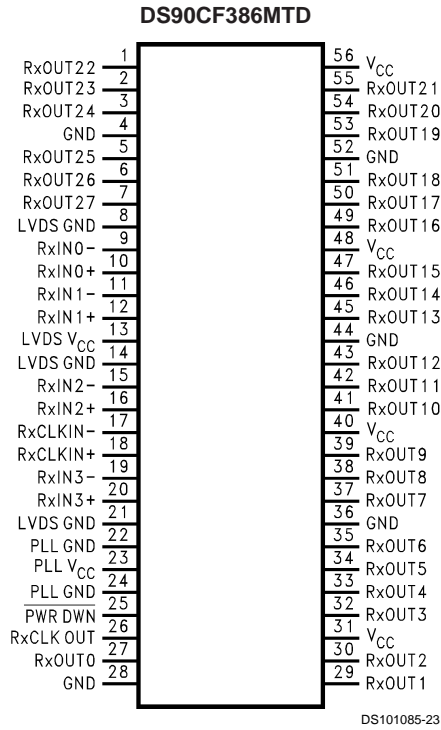 DS90CF386MTD
RxOUT22 1
RxOUT23 2
RxOUT24 3
GND 4
RxOUT25 5
RxOUT26 6
RxOUT27 7
LVDS GND 8
RxIN0- 9
RxIN0+ 10
RxIN1- 11
RxIN1+ 12
LVDS VCC 13
LVDS GND 14
RxIN2- 15
RxIN2+ 16
RxCLKIN- 17
RxCLKIN+ 18
RxIN3- 19
RxIN3+ 20
LVDS GND 21
PLL GND 22
PLL VCC 23
PLL GND 24
PWR DWN 25
RxCLK OUT 26
RxOUT0 27
GND 28
56 VCC
55 RxOUT21
54 RxOUT20
53 RxOUT19
52 GND
51 RxOUT18
50 RxOUT17
49 RxOUT16
48 VCC
47 RxOUT15
46 RxOUT14
45 RxOUT13
44 GND
43 RxOUT12
42 RxOUT11
41 RxOUT10
40 VCC
39 RxOUT9
38 RxOUT8
37 RxOUT7
36 GND
35 RxOUT6
34 RxOUT5
33 RxOUT4
32 RxOUT3
31 VCC
30 RxOUT2
29 RxOUT1
DS101085-23